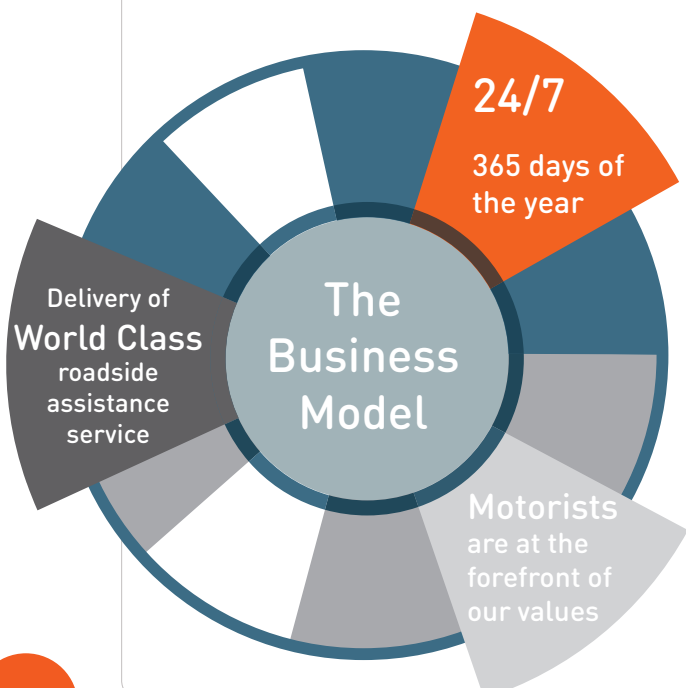 24/7
365 days of
the year
Delivery of
World Class
roadside
assistance
service
The
Business
Model
Motorists
are at the
forefront of
our values